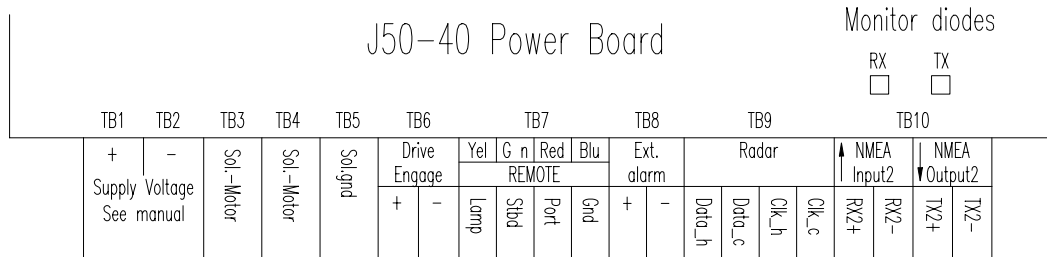 J50-40 Power Board
Monitor diodes
RX TX
TB1 TB2 TB3 TB4 TB5 TB6 TB7 TB8 TB9 TB10
+ - Sol.-Motor Sol.-Motor Sol.gnd Drive Yel G n Red Blu Ext. Radar NMEA NMEA
Supply Voltage Engage REMOTE alarm Input2 Output2
See manual + - Lamp Stbd Port Gnd + - Data_h Data_c Clk_h Clk_c RX2+ RX2- TX2+ TX2-